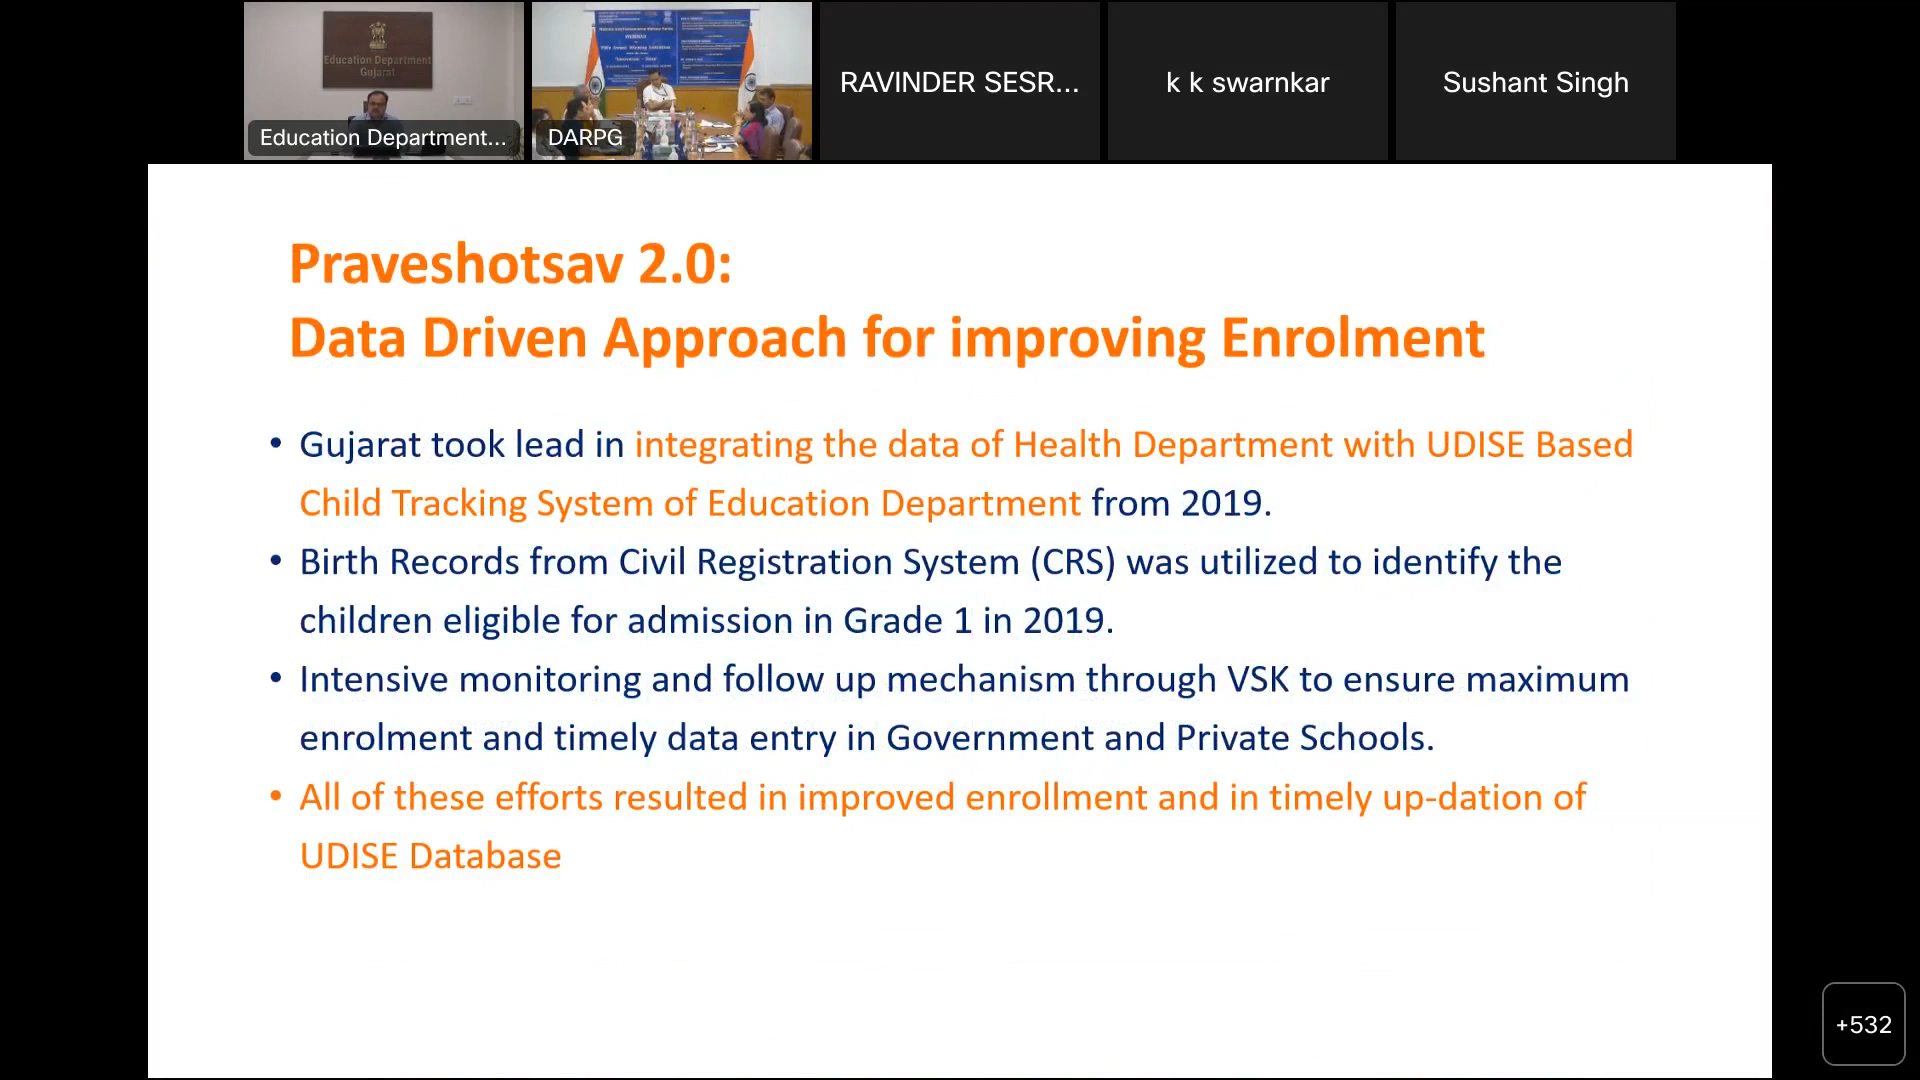 Education Department
Gujarat
Education Department...
DARPG
RAVINDER SESR...
k k swarnkar
Sushant Singh
Praveshotsav 2.0:
Data Driven Approach for improving Enrolment
• Gujarat took lead in integrating the data of Health Department with UDISE Based
Child Tracking System of Education Department from 2019.
• Birth Records from Civil Registration System (CRS) was utilized to identify the
children eligible for admission in Grade 1 in 2019.
• Intensive monitoring and follow up mechanism through VSK to ensure maximum
enrolment and timely data entry in Government and Private Schools.
• All of these efforts resulted in improved enrollment and in timely up-dation of
UDISE Database
+532